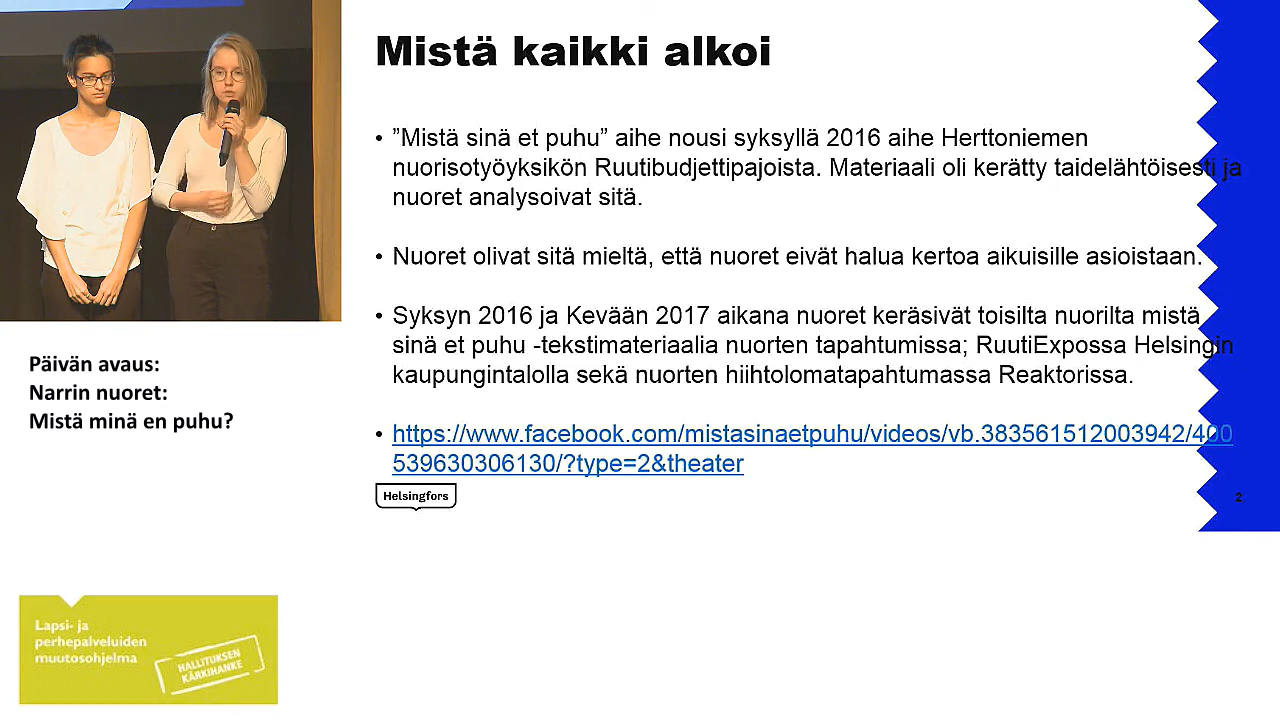 Mistä kaikki alkoi
• ”Mistä sinä et puhu” aihe nousi syksyllä 2016 aihe Herttoniemen
nuorisotyöyksikön Ruutibudjettipajoista. Materiaali oli kerätty taidelähtöisesti ja
nuoret analysoivat sitä.
• Nuoret olivat sitä mieltä, että nuoret eivät halua kertoa aikuisille asioistaan.
• Syksyn 2016 ja Kevään 2017 aikana nuoret keräsivät toisilta nuorilta mistä
sinä et puhu -tekstimateriaalia nuorten tapahtumissa; RuutiExpossa Helsingin
kaupungintalolla sekä nuorten hiihtolomatapahtumassa Reaktorissa.
• https://www.facebook.com/mistasinaetpuhu/videos/vb.383561512003942/400
539630306130/?type=2&theater
Helsingfors
2
Päivän avaus:
Narrin nuoret:
Mistä minä en puhu?
Lapsi- ja
perhepalveluiden
muutosohjelma
HALLITUKSEN
KÄRKIHANKE